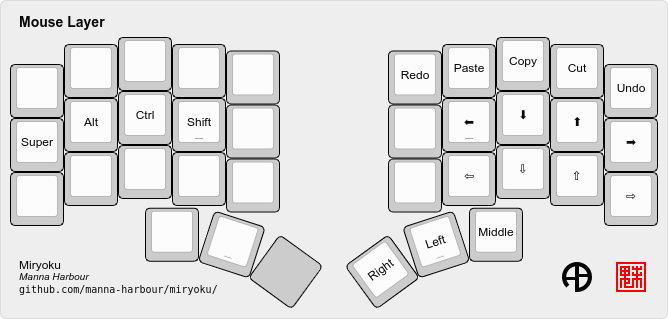 Mouse Layer
Redo Paste Copy Cut Undo
Super Alt Ctrl Shift ⬅ ⬇ ⬆ ➡
⇦ ⇩ ⇧ ⇨
Right Left Middle
Miryoku
Manna Harbour
github.com/manna-harbour/miryoku/